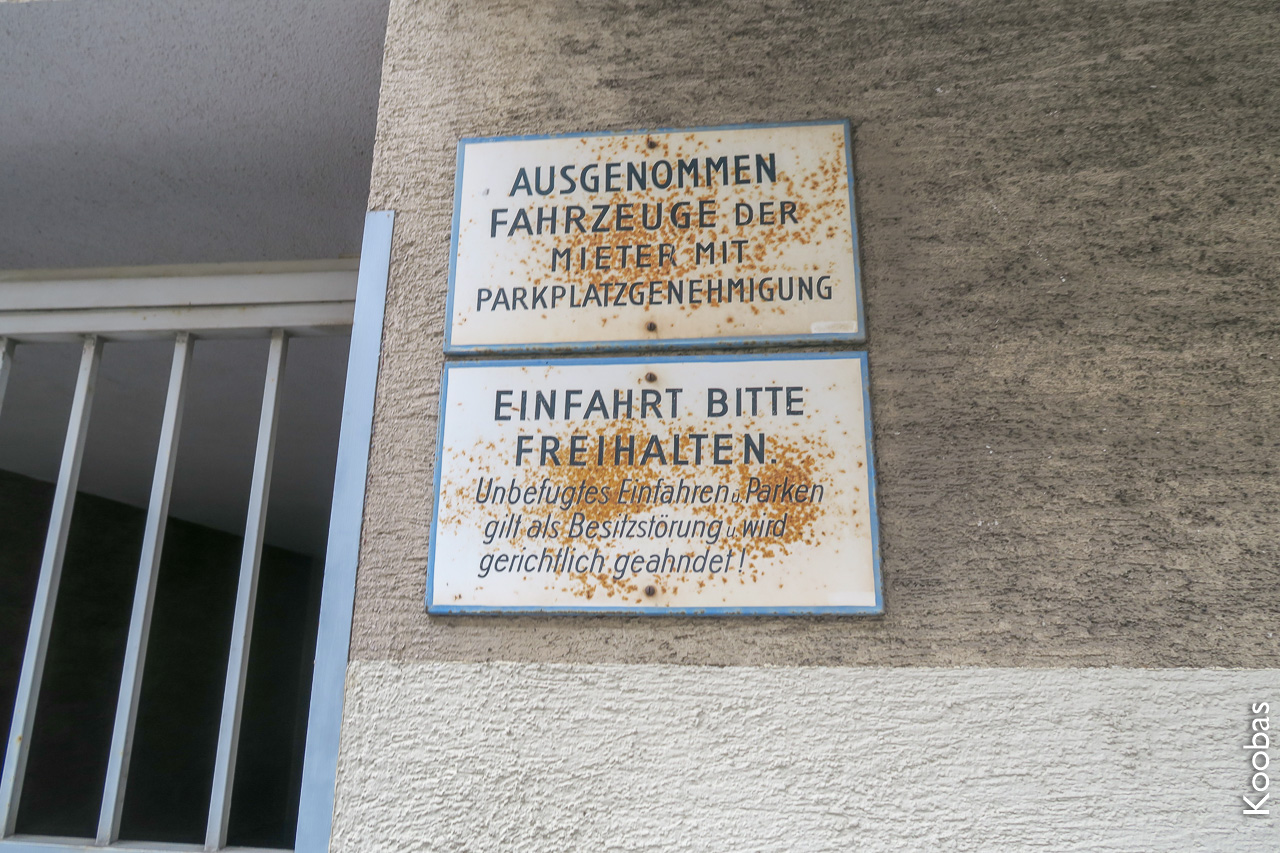 AUSGENOMMEN
FAHRZEUGE DER
MIETER MIT
PARKPLATZGENEHMIGUNG
EINFAHRT BITTE
FREIHALTEN.
Unbefugtes Einfahren u. Parken
gilt als Besitzstörung u wird
gerichtlich geahndet!
Koobas